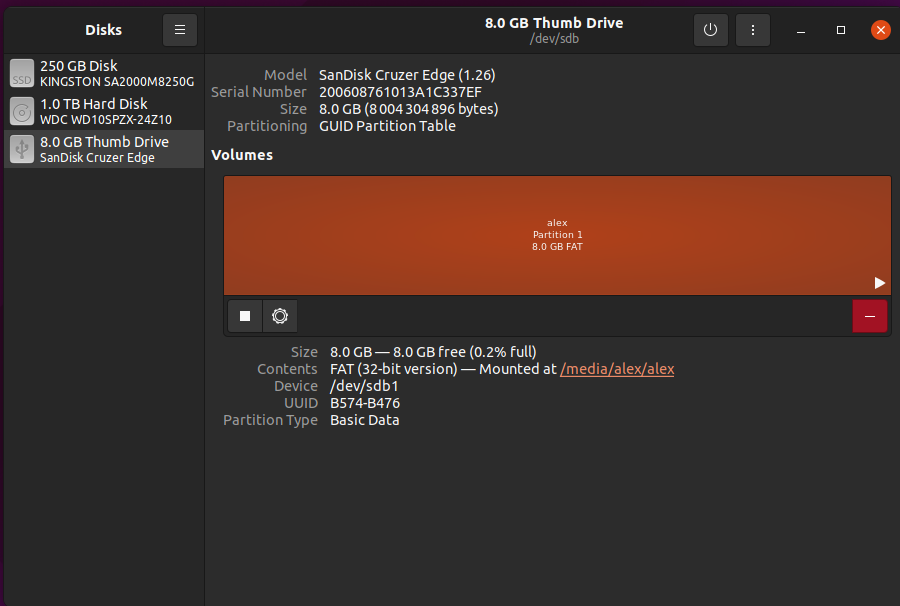 Disks
8.0 GB Thumb Drive
/dev/sdb
SSD
250 GB Disk
KINGSTON SA2000M8250G
1.0 TB Hard Disk
WDC WD10SPZX-24Z10
8.0 GB Thumb Drive
SanDisk Cruzer Edge
Model SanDisk Cruzer Edge (1.26)
Serial Number 200608761013A1C337EF
Size 8.0 GB (8 004 304 896 bytes)
Partitioning GUID Partition Table
Volumes
alex
Partition 1
8.0 GB FAT
Size 8.0 GB — 8.0 GB free (0.2% full)
Contents FAT (32-bit version) — Mounted at /media/alex/alex
Device /dev/sdb1
UUID B574-B476
Partition Type Basic Data